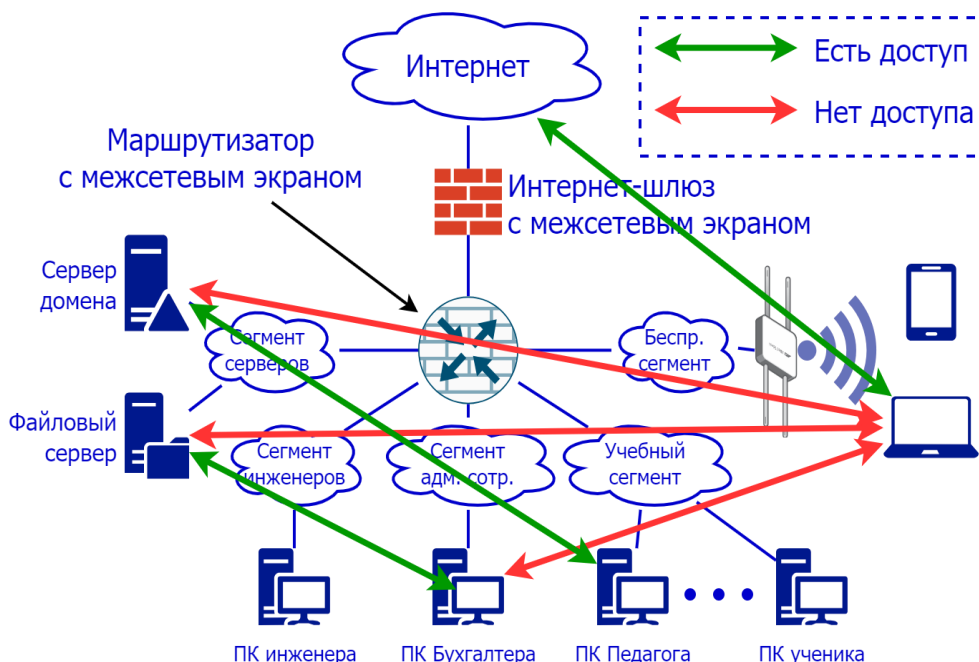 Интернет
Есть доступ
Нет доступа
Маршрутизатор
с межсетевым экраном
Интернет-шлюз
с межсетевым экраном
Сервер
домена
Сегмент
серверов
Беспр.
сегмент
Файловый
сервер
Сегмент
инженеров
Сегмент
адм. сотр.
Учебный
сегмент
ПК инженера
ПК Бухгалтера
ПК Педагога
ПК ученика